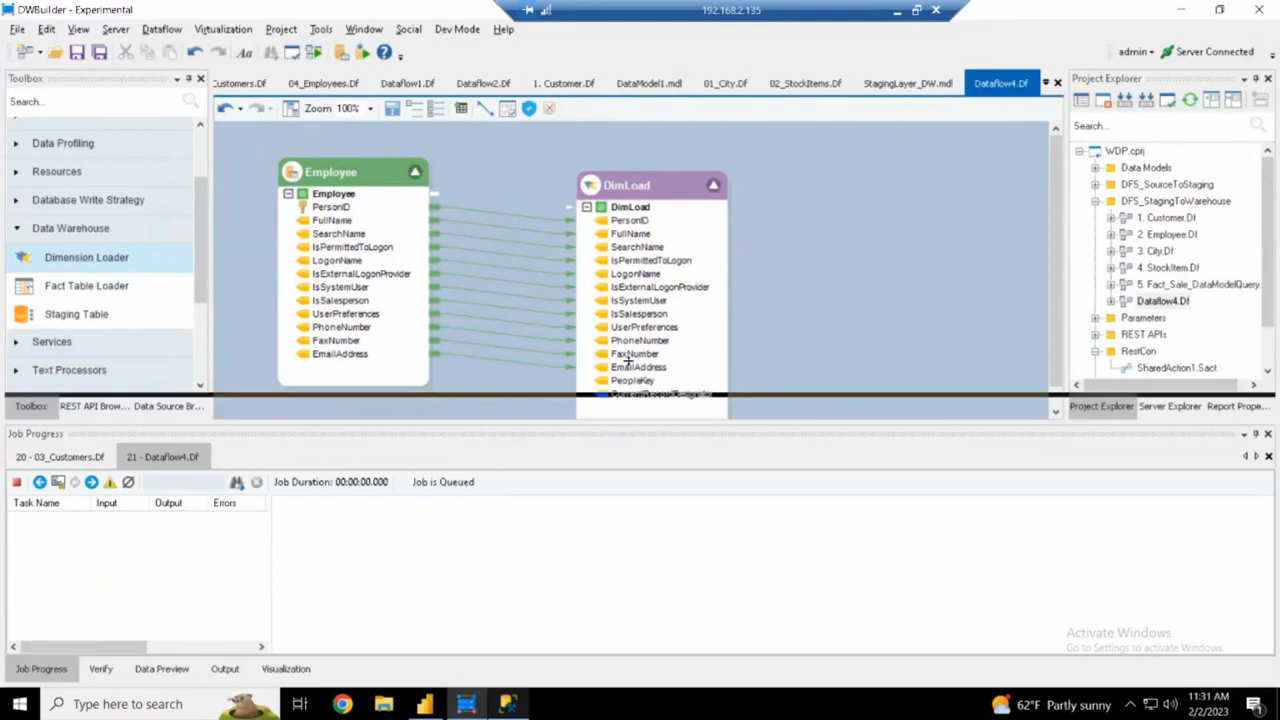 DWBuilder - Experimental
192.168.2.135
File Edit View Server Dataflow Virtualization Project Tools Window Social Dev Mode Help
Aa
admin Server Connected
Toolbox
Search...
Data Profiling
Resources
Database Write Strategy
Data Warehouse
Dimension Loader
Fact Table Loader
Staging Table
Services
Text Processors
Toolbox REST API Brow... Data Source Br...
Customers.Df 04_Employees.Df Dataflow1.Df Dataflow2.Df 1. Customer.Df DataModel1.mdl 01_City.Df 02_StockItems.Df StagingLayer_DW.mdl Dataflow4.Df
Zoom 100%
Employee
Employee
PersonID
FullName
SearchName
IsPermittedToLogon
LogonName
IsExternalLogonProvider
IsSystemUser
IsSalesperson
UserPreferences
PhoneNumber
FaxNumber
EmailAddress
DimLoad
DimLoad
PersonID
FullName
SearchName
IsPermittedToLogon
LogonName
IsExternalLogonProvider
IsSystemUser
IsSalesperson
UserPreferences
PhoneNumber
FaxNumber
EmailAddress
PeopleKey
CurrentRecordDesignator
Project Explorer
Search...
WDP.cprj
Data Models
DFS_SourceToStaging
DFS_StagingToWarehouse
1. Customer.Df
2. Employee.Df
3. City.Df
4. StockItem.Df
5. Fact_Sale_DataModelQuery.
Dataflow4.Df
Parameters
REST APIs
RestCon
SharedAction1.Sact
Project Explorer Server Explorer Report Prope...
Job Progress
20 - 03_Customers.Df 21 - Dataflow4.Df
Job Duration: 00:00:00.000 Job is Queued
Task Name Input Output Errors
Activate Windows
Go to Settings to activate Windows.
Job Progress Verify Data Preview Output Visualization
Type here to search
62°F Partly sunny
11:31 AM
2/2/2023
1